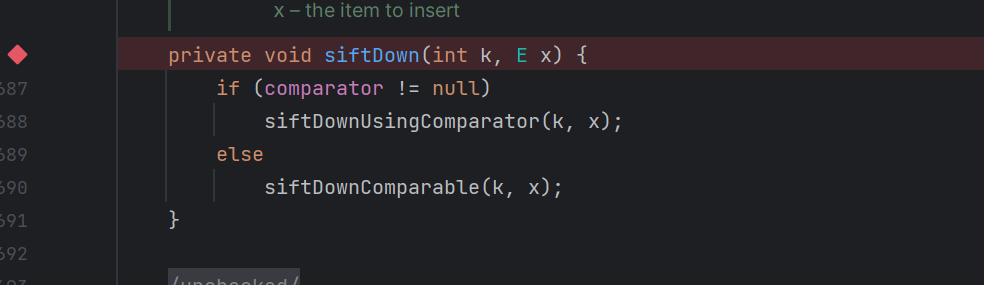 x – the item to insert
private void siftDown(int k, E x) {
687 if (comparator != null)
688 siftDownUsingComparator(k, x);
689 else
690 siftDownComparable(k, x);
691 }
692